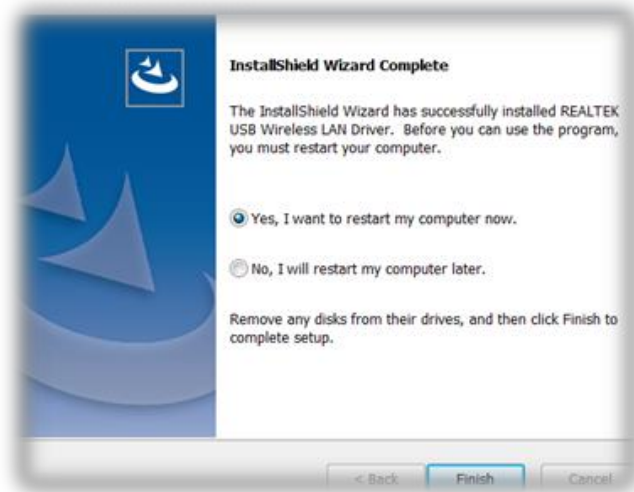 InstallShield Wizard Complete
The InstallShield Wizard has successfully installed REALTEK
USB Wireless LAN Driver. Before you can use the program,
you must restart your computer.
Yes, I want to restart my computer now.
No, I will restart my computer later.
Remove any disks from their drives, and then click Finish to
complete setup.
< Back Finish Cancel